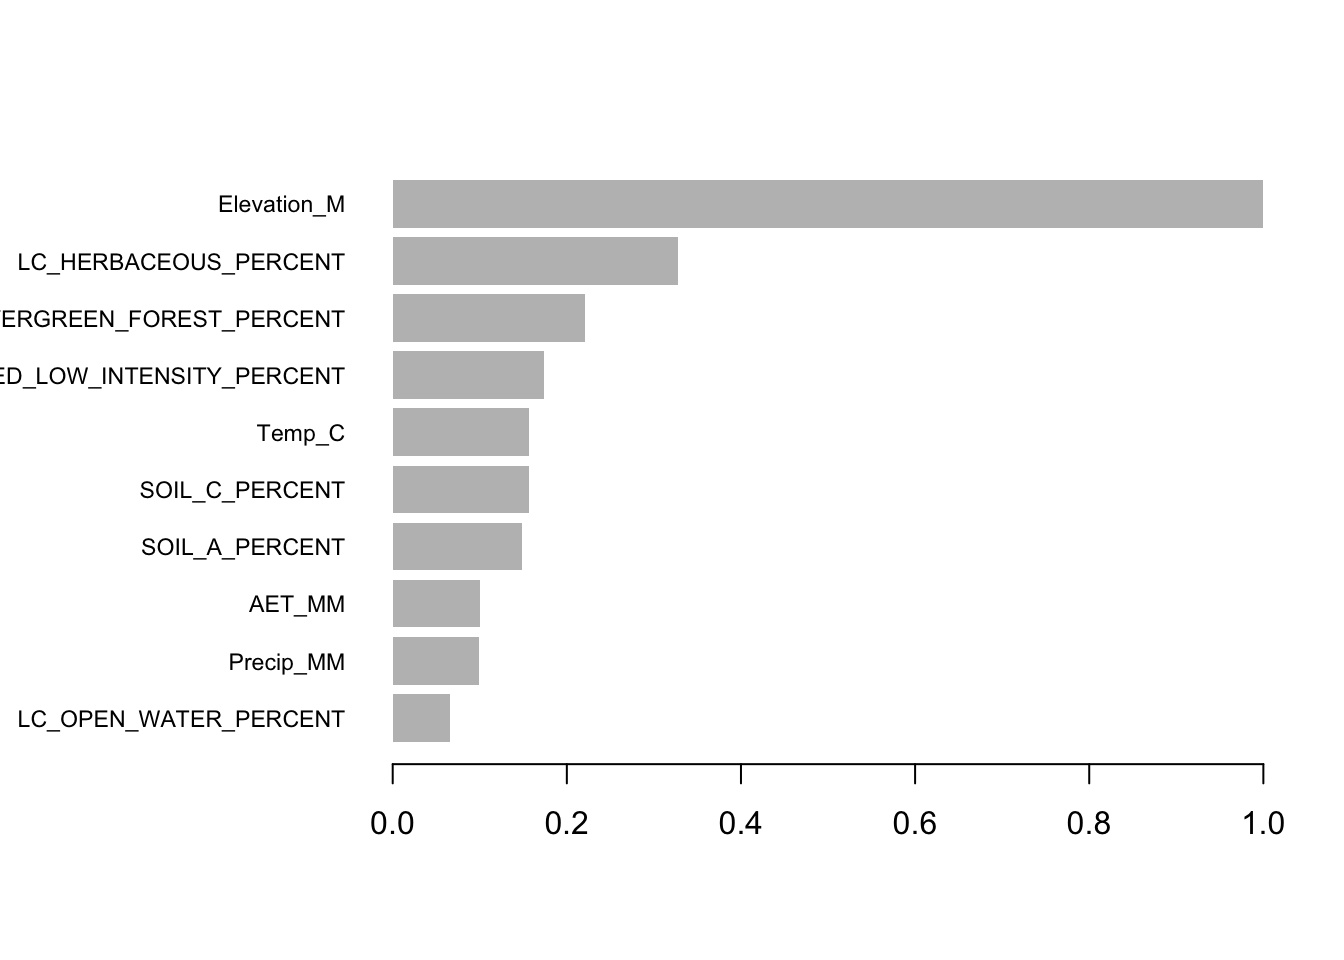 Elevation_M
LC_HERBACEOUS_PERCENT
ERGREEN_FOREST_PERCENT
ED_LOW_INTENSITY_PERCENT
Temp_C
SOIL_C_PERCENT
SOIL_A_PERCENT
AET_MM
Precip_MM
LC_OPEN_WATER_PERCENT
0.0 0.2 0.4 0.6 0.8 1.0